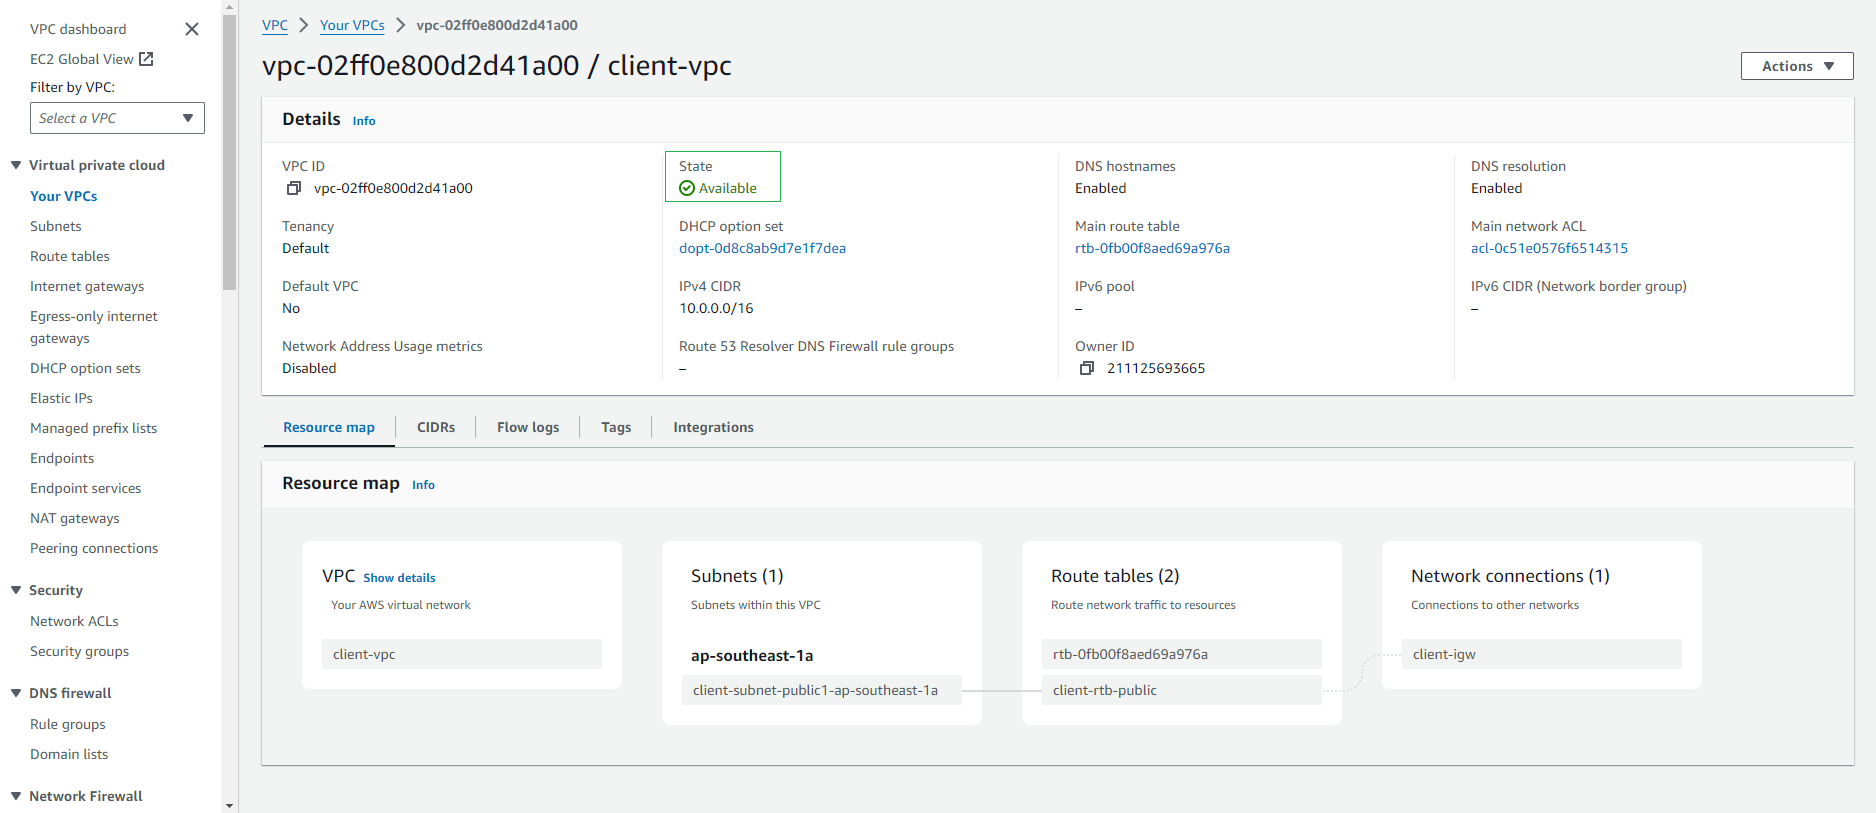 VPC dashboard
EC2 Global View
Filter by VPC:
Select a VPC
Virtual private cloud
Your VPCs
Subnets
Route tables
Internet gateways
Egress-only internet
gateways
DHCP option sets
Elastic IPs
Managed prefix lists
Endpoints
Endpoint services
NAT gateways
Peering connections
Security
Network ACLs
Security groups
DNS firewall
Rule groups
Domain lists
Network Firewall
VPC > Your VPCs > vpc-02ff0e800d2d41a00
vpc-02ff0e800d2d41a00 / client-vpc
Actions
Details Info
VPC ID
vpc-02ff0e800d2d41a00
State
Available
DNS hostnames
Enabled
DNS resolution
Enabled
Tenancy
Default
DHCP option set
dopt-0d8c8ab9d7e1f7dea
Main route table
rtb-0fb00f8aed69a976a
Main network ACL
acl-0c51e0576f6514315
Default VPC
No
IPv4 CIDR
10.0.0.0/16
IPv6 pool
–
IPv6 CIDR (Network border group)
–
Network Address Usage metrics
Disabled
Route 53 Resolver DNS Firewall rule groups
–
Owner ID
211125693665
Resource map
CIDRs
Flow logs
Tags
Integrations
Resource map Info
VPC Show details
Your AWS virtual network
client-vpc
Subnets (1)
Subnets within this VPC
ap-southeast-1a
client-subnet-public1-ap-southeast-1a
Route tables (2)
Route network traffic to resources
rtb-0fb00f8aed69a976a
client-rtb-public
Network connections (1)
Connections to other networks
client-igw